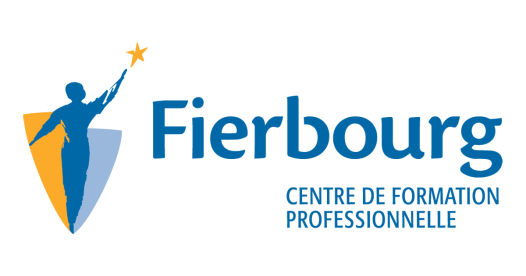 Fierbourg
CENTRE DE FORMATION
PROFESSIONNELLE